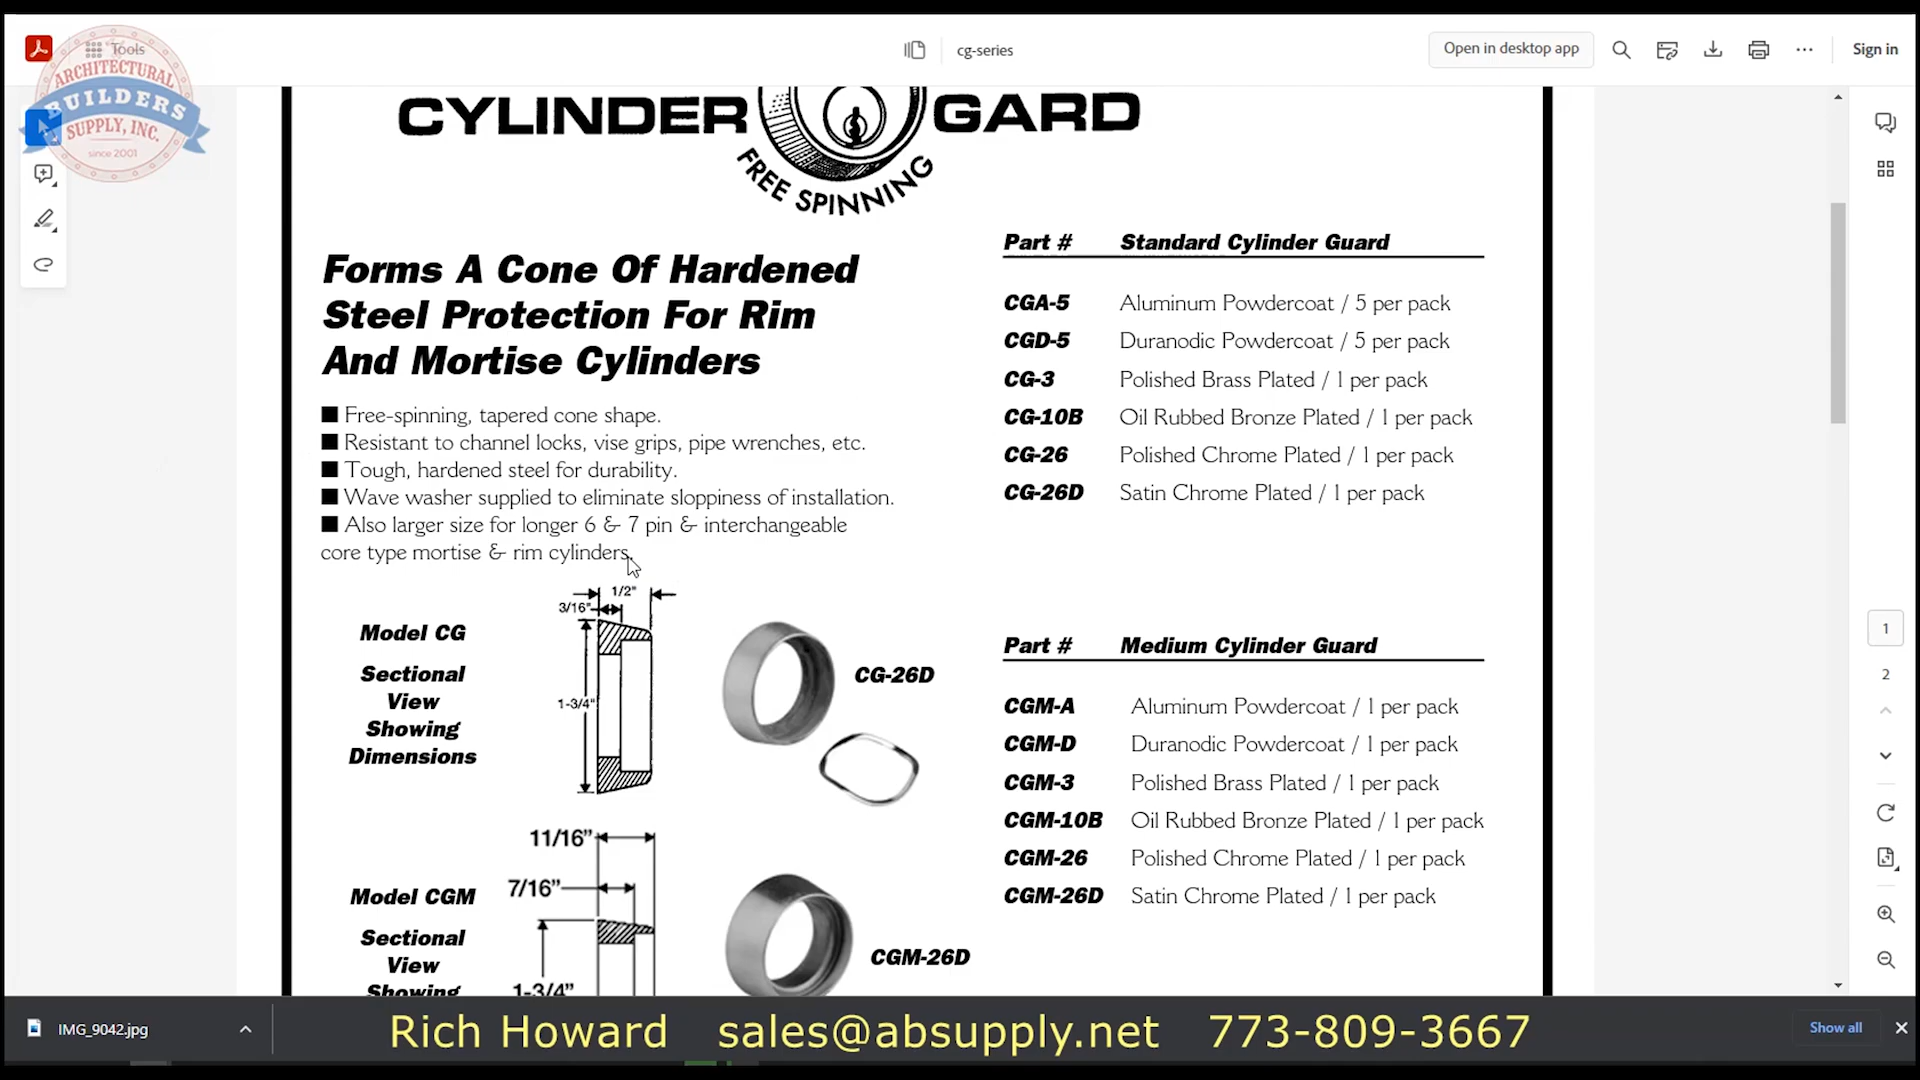 Tools
ARCHITECTURAL
BUILDERS
SUPPLY, INC.
since 2001
cg-series
Open in desktop app
Sign in
CYLINDER GARD
FREE SPINNING
Forms A Cone Of Hardened
Steel Protection For Rim
And Mortise Cylinders
■ Free-spinning, tapered cone shape.
■ Resistant to channel locks, vise grips, pipe wrenches, etc.
■ Tough, hardened steel for durability.
■ Wave washer supplied to eliminate sloppiness of installation.
■ Also larger size for longer 6 & 7 pin & interchangeable
core type mortise & rim cylinders.
Part # Standard Cylinder Guard
CGA-5 Aluminum Powdercoat / 5 per pack
CGD-5 Duranodic Powdercoat / 5 per pack
CG-3 Polished Brass Plated / 1 per pack
CG-10B Oil Rubbed Bronze Plated / 1 per pack
CG-26 Polished Chrome Plated / 1 per pack
CG-26D Satin Chrome Plated / 1 per pack
Model CG
Sectional
View
Showing
Dimensions
1/2"
3/16"
1-3/4"
CG-26D
Part # Medium Cylinder Guard
CGM-A Aluminum Powdercoat / 1 per pack
CGM-D Duranodic Powdercoat / 1 per pack
CGM-3 Polished Brass Plated / 1 per pack
CGM-10B Oil Rubbed Bronze Plated / 1 per pack
CGM-26 Polished Chrome Plated / 1 per pack
CGM-26D Satin Chrome Plated / 1 per pack
11/16"
7/16"
Model CGM
Sectional
View
Showing
1-3/4"
CGM-26D
1
2
IMG_9042.jpg
Rich Howard sales@absupply.net 773-809-3667
Show all